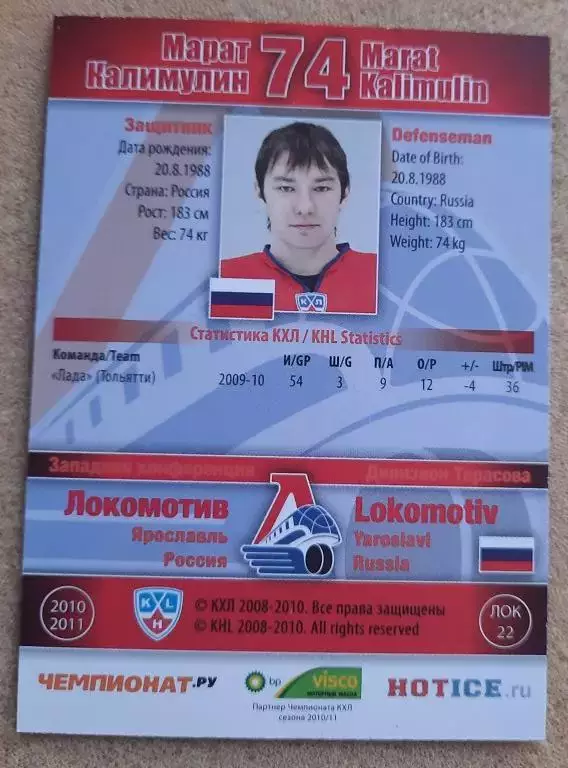 Марат 74 Marat
Калимулин Kalimulin
Защитник
Дата рождения:
20.8.1988
Страна: Россия
Рост: 183 см
Вес: 74 кг
Defenseman
Date of Birth:
20.8.1988
Country: Russia
Height: 183 cm
Weight: 74 kg
КХЛ
Статистика КХЛ / KHL Statistics
Команда/Team И/GP Ш/G П/A О/P +/- Штр/PIM
«Лада» (Тольятти) 2009-10 54 3 9 12 -4 36
Западная конференция Дивизион Тарасова
Локомотив Lokomotiv
Ярославль Yaroslavl
Россия Russia
2010
2011
KHL
© КХЛ 2008-2010. Все права защищены
© KHL 2008-2010. All rights reserved
ЛОК
22
ЧЕМПИОНАТ.РУ
bp
visco
МОТОРНЫЕ МАСЛА
HOTICE.ru
Партнер Чемпионата КХЛ
сезона 2010/11